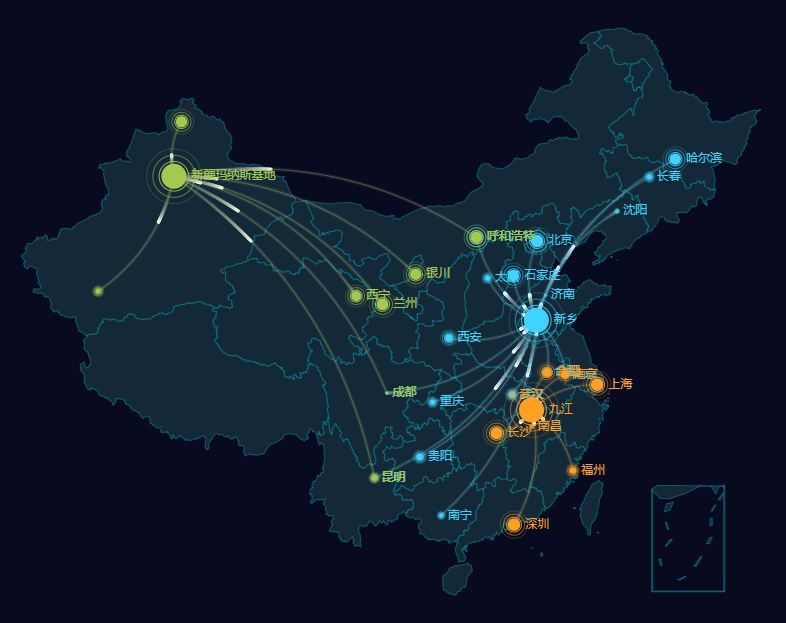 哈尔滨
新疆玛纳斯基地
长春
沈阳
呼和浩特
北京
银川
太原
石家庄
西宁
济南
兰州
新乡
西安
合肥
南京
上海
成都
武汉
重庆
九江
长沙
南昌
贵阳
福州
昆明
南宁
深圳